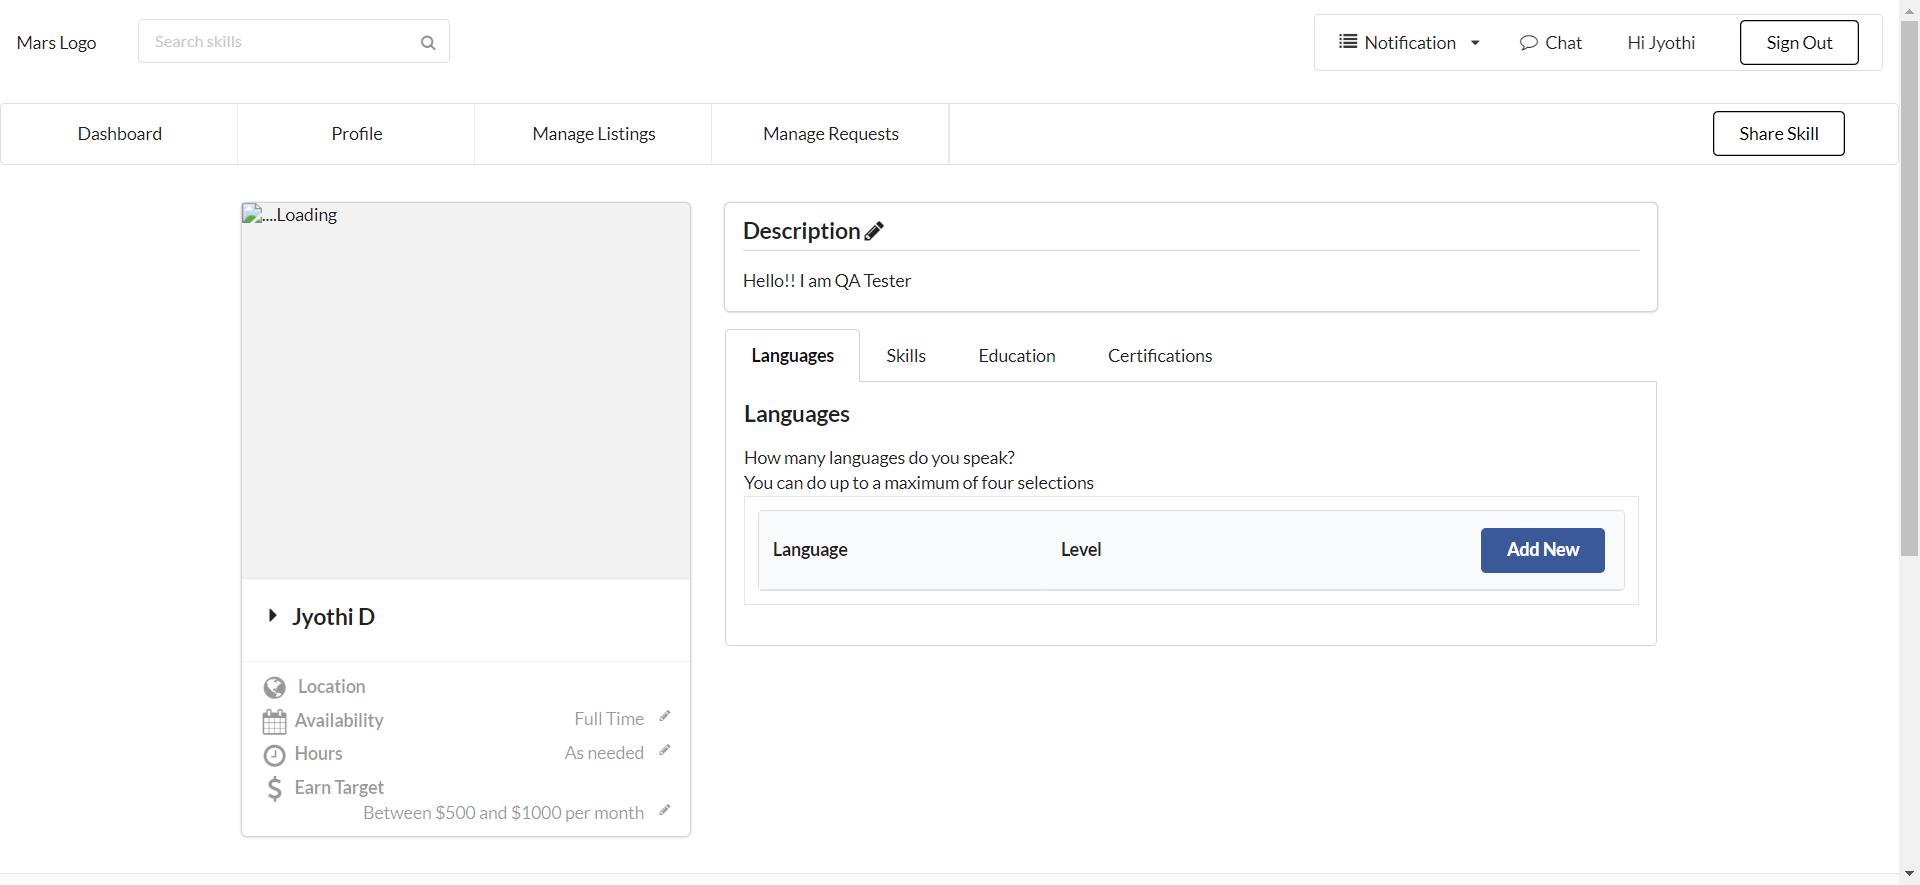 Mars Logo
Search skills
Notification
Chat
Hi Jyothi
Sign Out
Dashboard
Profile
Manage Listings
Manage Requests
Share Skill
....Loading
Jyothi D
Location
Availability
Full Time
Hours
As needed
Earn Target
Between $500 and $1000 per month
Description
Hello!! I am QA Tester
Languages
Skills
Education
Certifications
Languages
How many languages do you speak?
You can do up to a maximum of four selections
Language
Level
Add New